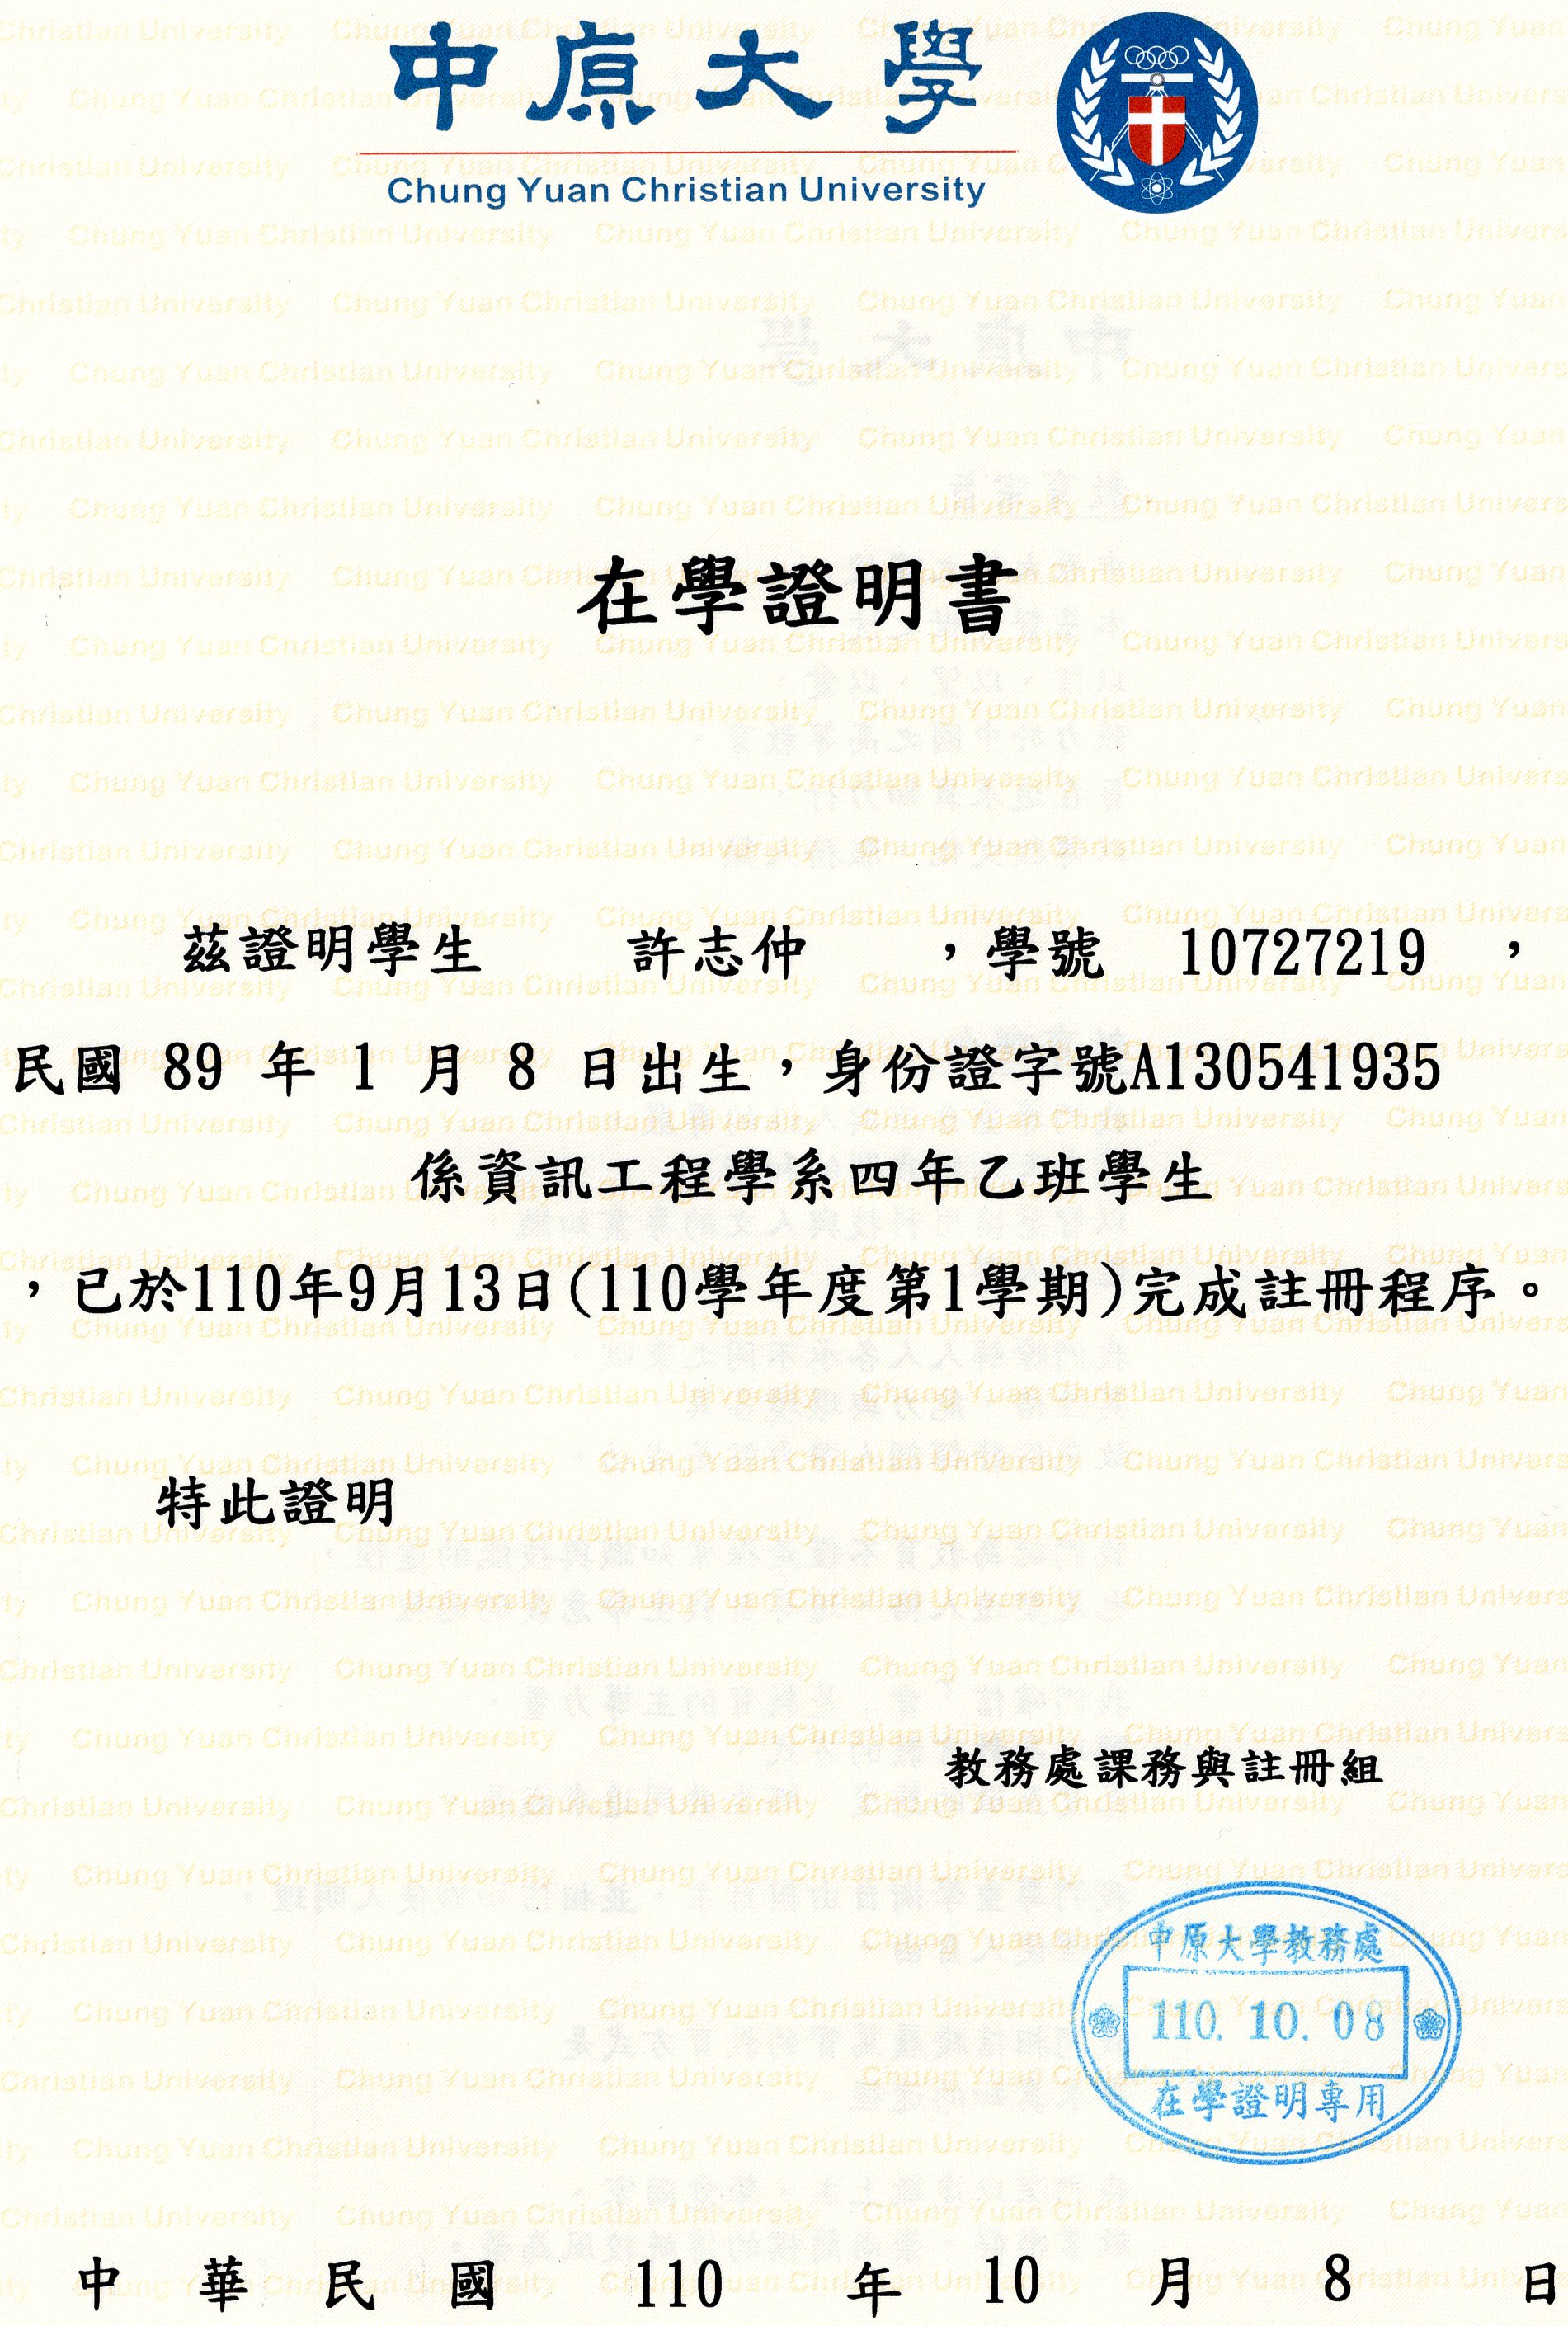 中原大學
Chung Yuan Christian University
在學證明書
茲證明學生 許志仲 ，學號 10727219 ，
民國 89 年 1 月 8 日出生，身份證字號A130541935
係資訊工程學系四年乙班學生
，已於110年9月13日(110學年度第1學期)完成註冊程序。
特此證明
教務處課務與註冊組
中原大學教務處
110. 10. 08
在學證明專用
中華民國 110 年 10 月 8 日